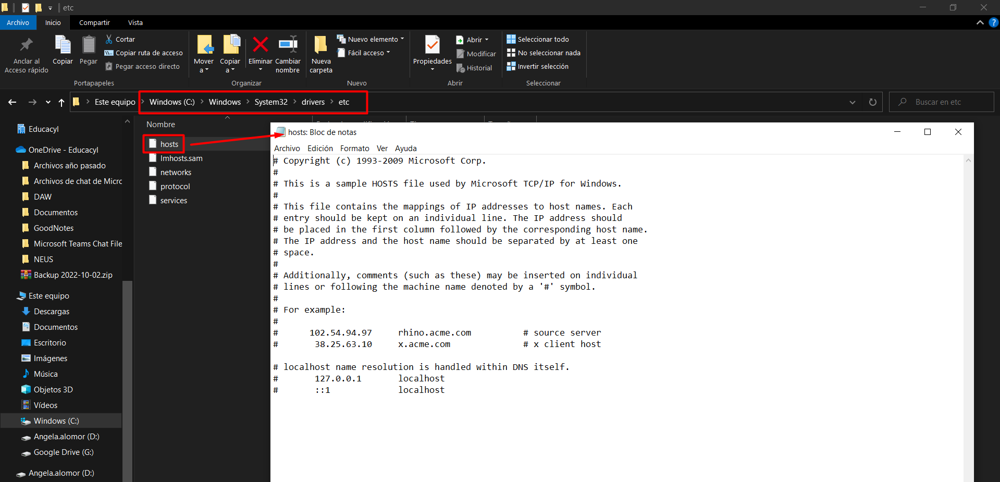 etc
Archivo Inicio Compartir Vista
Anclar al Acceso rápido
Copiar
Pegar
Cortar
Copiar ruta de acceso
Pegar acceso directo
Portapapeles
Mover a
Copiar a
Eliminar
Cambiar nombre
Organizar
Nueva carpeta
Nuevo elemento
Fácil acceso
Nuevo
Propiedades
Abrir
Modificar
Historial
Abrir
Seleccionar todo
No seleccionar nada
Invertir selección
Seleccionar
Este equipo > Windows (C:) > Windows > System32 > drivers > etc
Buscar en etc
Educacyl
OneDrive - Educacyl
Archivos año pasado
Archivos de chat de Micro
DAW
Documentos
GoodNotes
Microsoft Teams Chat File
NEUS
Backup 2022-10-02.zip
Este equipo
Descargas
Documentos
Escritorio
Imágenes
Música
Objetos 3D
Vídeos
Windows (C:)
Angela.alomor (D:)
Google Drive (G:)
Angela.alomor (D:)
Nombre
hosts
lmhosts.sam
networks
protocol
services
hosts: Bloc de notas
Archivo Edición Formato Ver Ayuda
# Copyright (c) 1993-2009 Microsoft Corp.
#
# This is a sample HOSTS file used by Microsoft TCP/IP for Windows.
#
# This file contains the mappings of IP addresses to host names. Each
# entry should be kept on an individual line. The IP address should
# be placed in the first column followed by the corresponding host name.
# The IP address and the host name should be separated by at least one
# space.
#
# Additionally, comments (such as these) may be inserted on individual
# lines or following the machine name denoted by a '#' symbol.
#
# For example:
#
#      102.54.94.97     rhino.acme.com          # source server
#       38.25.63.10     x.acme.com              # x client host

# localhost name resolution is handled within DNS itself.
#       127.0.0.1       localhost
#       ::1             localhost